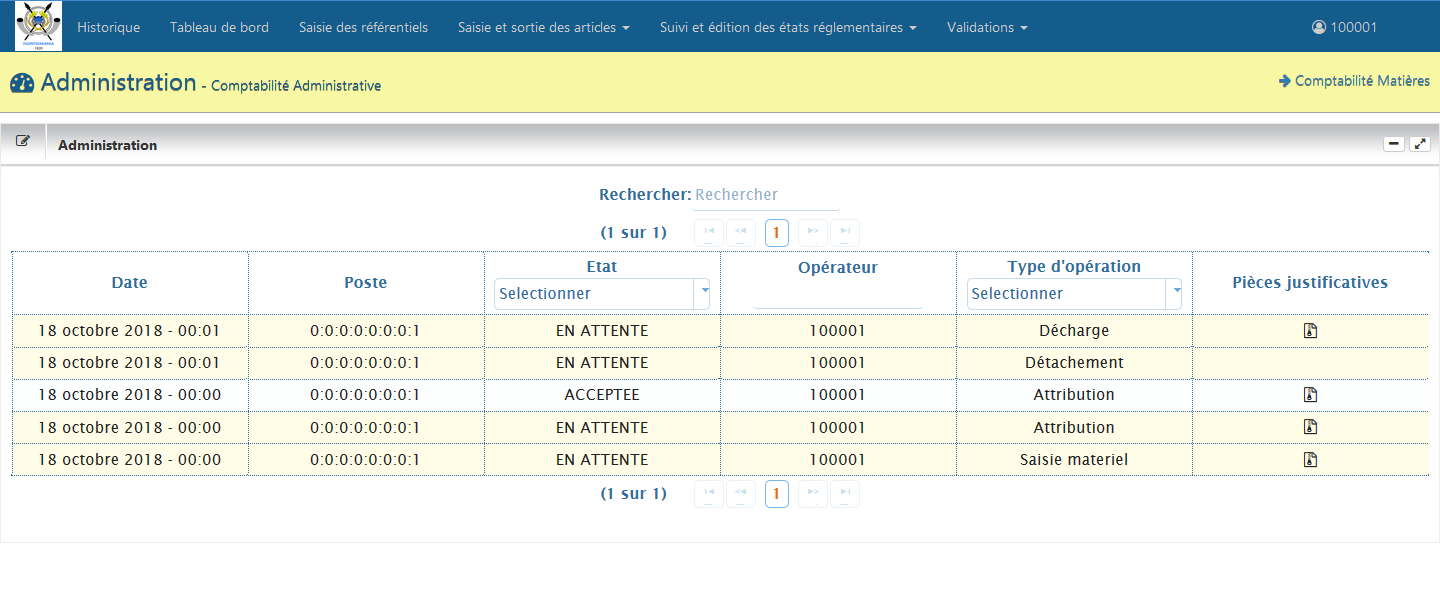 Historique Tableau de bord Saisie des référentiels Saisie et sortie des articles Suivi et édition des états réglementaires Validations 100001
Administration - Comptabilité Administrative Comptabilité Matières
Administration
Rechercher: Rechercher
(1 sur 1) 1
Date Poste Etat Opérateur Type d'opération Pièces justificatives
Selectionner Selectionner
18 octobre 2018 - 00:01 0:0:0:0:0:0:0:1 EN ATTENTE 100001 Décharge
18 octobre 2018 - 00:01 0:0:0:0:0:0:0:1 EN ATTENTE 100001 Détachement
18 octobre 2018 - 00:00 0:0:0:0:0:0:0:1 ACCEPTEE 100001 Attribution
18 octobre 2018 - 00:00 0:0:0:0:0:0:0:1 EN ATTENTE 100001 Attribution
18 octobre 2018 - 00:00 0:0:0:0:0:0:0:1 EN ATTENTE 100001 Saisie materiel
(1 sur 1) 1